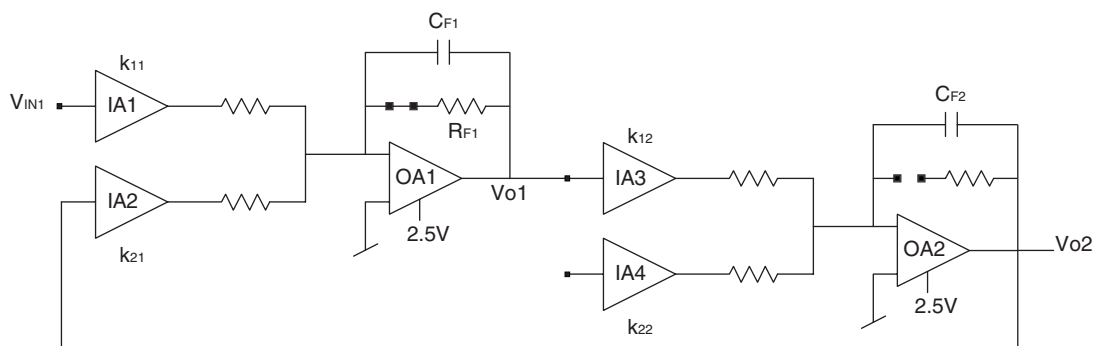 CF1
k11
VIN1
IA1
RF1
CF2
k12
OA1
Vo1
IA3
IA2
2.5V
k21
OA2
Vo2
IA4
2.5V
k22